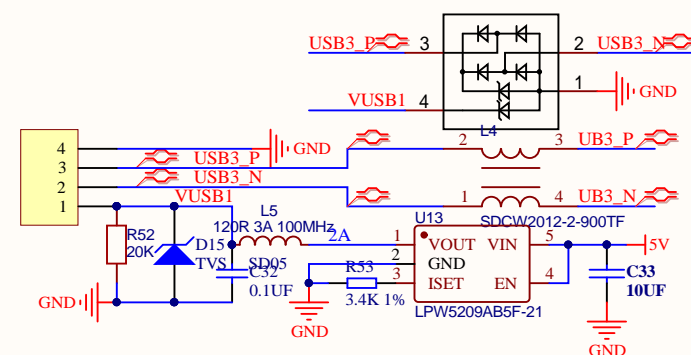 USB3_P
3
2
USB3_N
1
GND
VUSB1
4
L4
4
GND
2
3
UB3_P
3
USB3_P
2
USB3_N
1
4
UB3_N
1
VUSB1
L5
U13
SDCW2012-2-900TF
120R 3A 100MHz
2A
1
VOUT
VIN
5
5V
R52
20K
D15
TVS
SD05
C32
0.1UF
2
GND
R53
3
ISET
EN
4
C33
10UF
3.4K 1%
GND
GND
LPW5209AB5F-21
GND